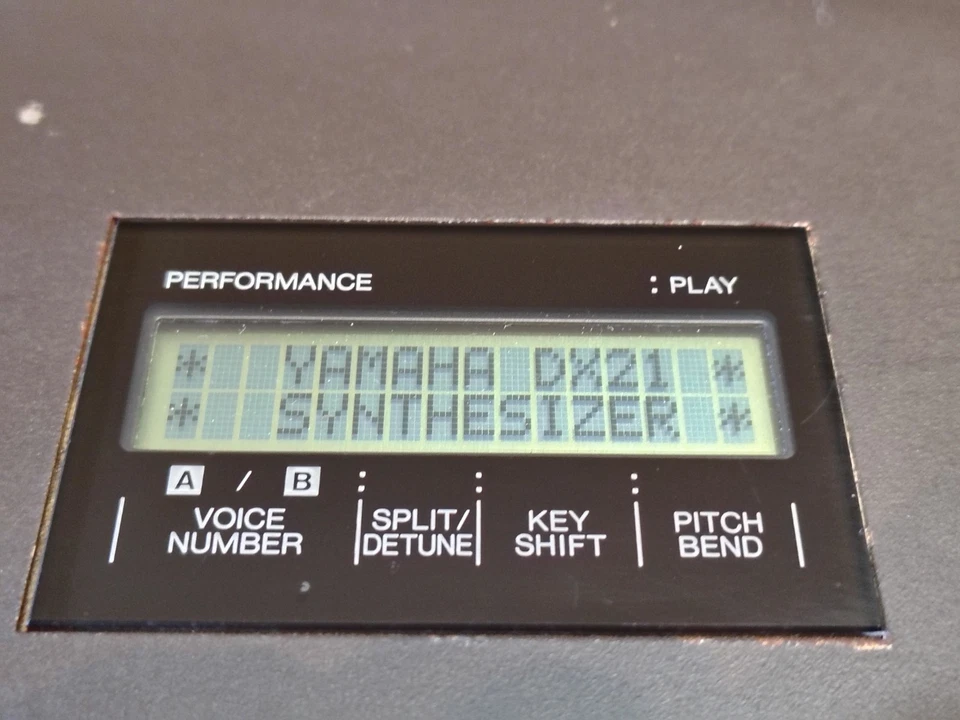 PERFORMANCE : PLAY
* YAMAHA DX21 *
* SYNTHESIZER *
A / B : : :
VOICE NUMBER
SPLIT/ DETUNE
KEY SHIFT
PITCH BEND